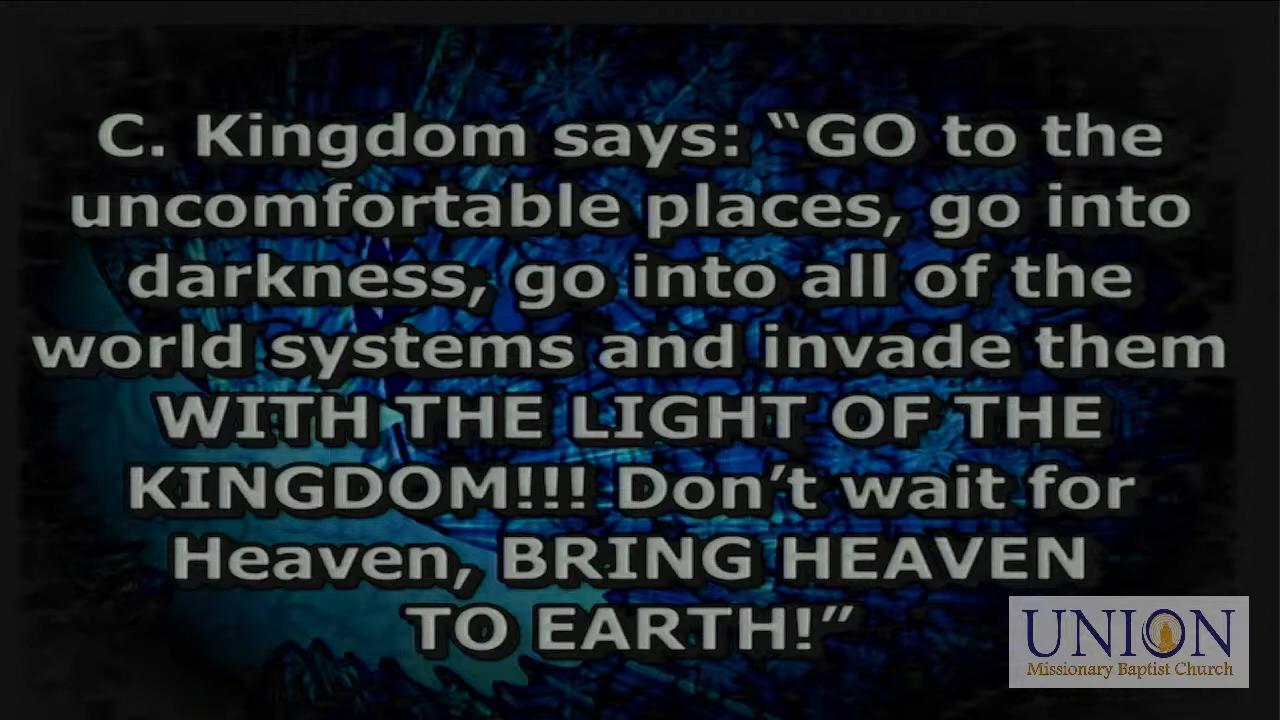 C. Kingdom says: “GO to the
uncomfortable places, go into
darkness, go into all of the
world systems and invade them
WITH THE LIGHT OF THE
KINGDOM!!! Don’t wait for
Heaven, BRING HEAVEN
TO EARTH!”
UNION
Missionary Baptist Church